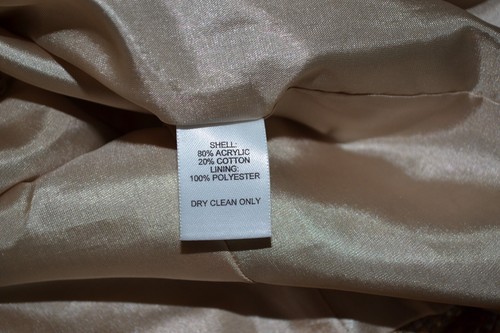 SHELL:
80% ACRYLIC
20% COTTON
LINING:
100% POLYESTER
DRY CLEAN ONLY